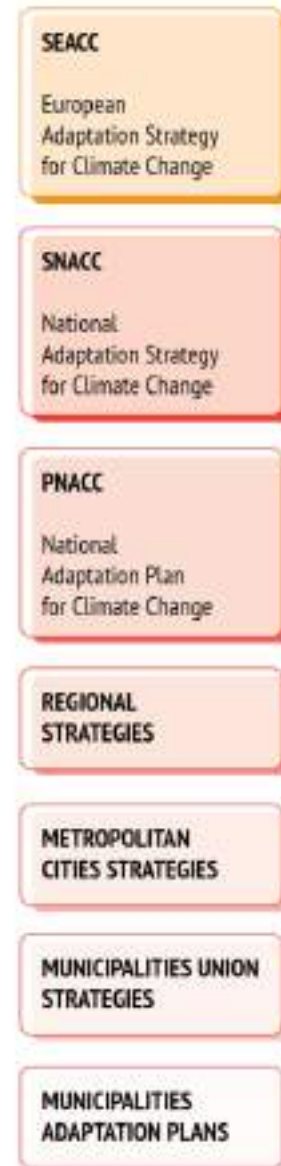 SEACC
European
Adaptation Strategy
for Climate Change
SNACC
National
Adaptation Strategy
for Climate Change
PNACC
National
Adaptation Plan
for Climate Change
REGIONAL
STRATEGIES
METROPOLITAN
CITIES STRATEGIES
MUNICIPALITIES UNION
STRATEGIES
MUNICIPALITIES
ADAPTATION PLANS